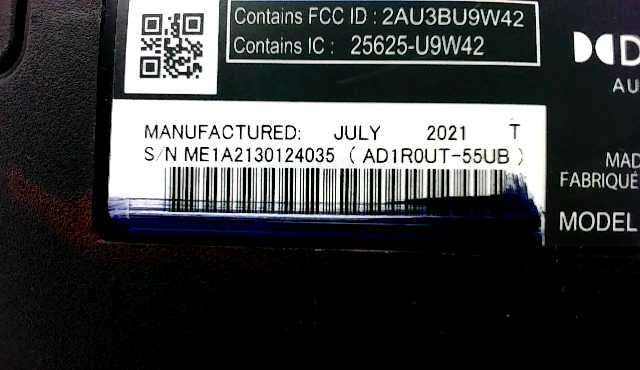 Contains FCC ID : 2AU3BU9W42
Contains IC : 25625-U9W42
MANUFACTURED: JULY 2021 T
S/N ME1A2130124035 ( AD1R0UT-55UB )
AU
MAD
FABRIQUÉ
MODEL